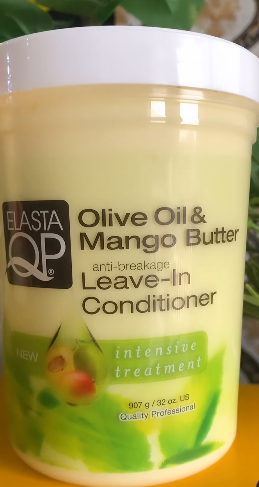 ELASTA
QP®
Olive Oil &
Mango Butter
anti-breakage
Leave-In
Conditioner
NEW
intensive
treatment
907 g / 32 oz. US
Quality Professional